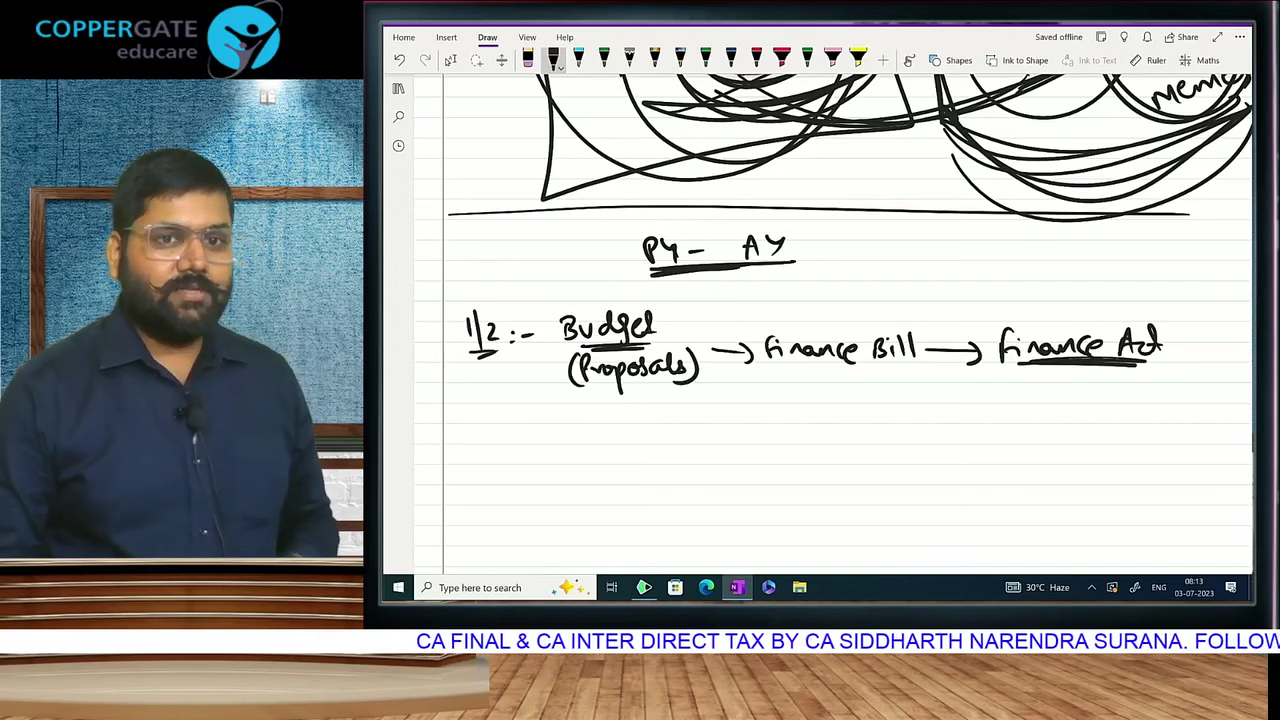 COPPERGATE
educare
Home Insert Draw View Help
Saved offline Share
Shapes Ink to Shape Ink to Text Ruler Maths
Mem
PY - AY
1/2 :- Budget
(Proposals) → Finance Bill → Finance Act
Type here to search
30°C Haze ENG 08:13
03-07-2023
CA FINAL & CA INTER DIRECT TAX BY CA SIDDHARTH NARENDRA SURANA. FOLLOW